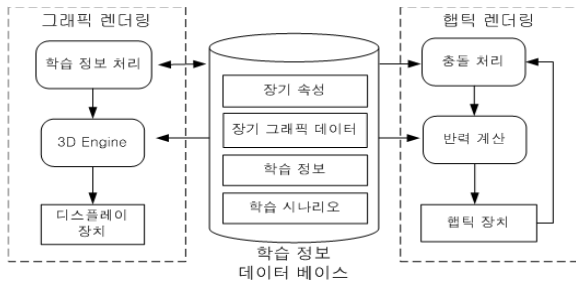 그래픽 렌더링
학습 정보 처리
3D Engine
디스플레이
장치
장기 속성
장기 그래픽 데이터
학습 정보
학습 시나리오
학습 정보
데이터 베이스
햅틱 렌더링
충돌 처리
반력 계산
햅틱 장치